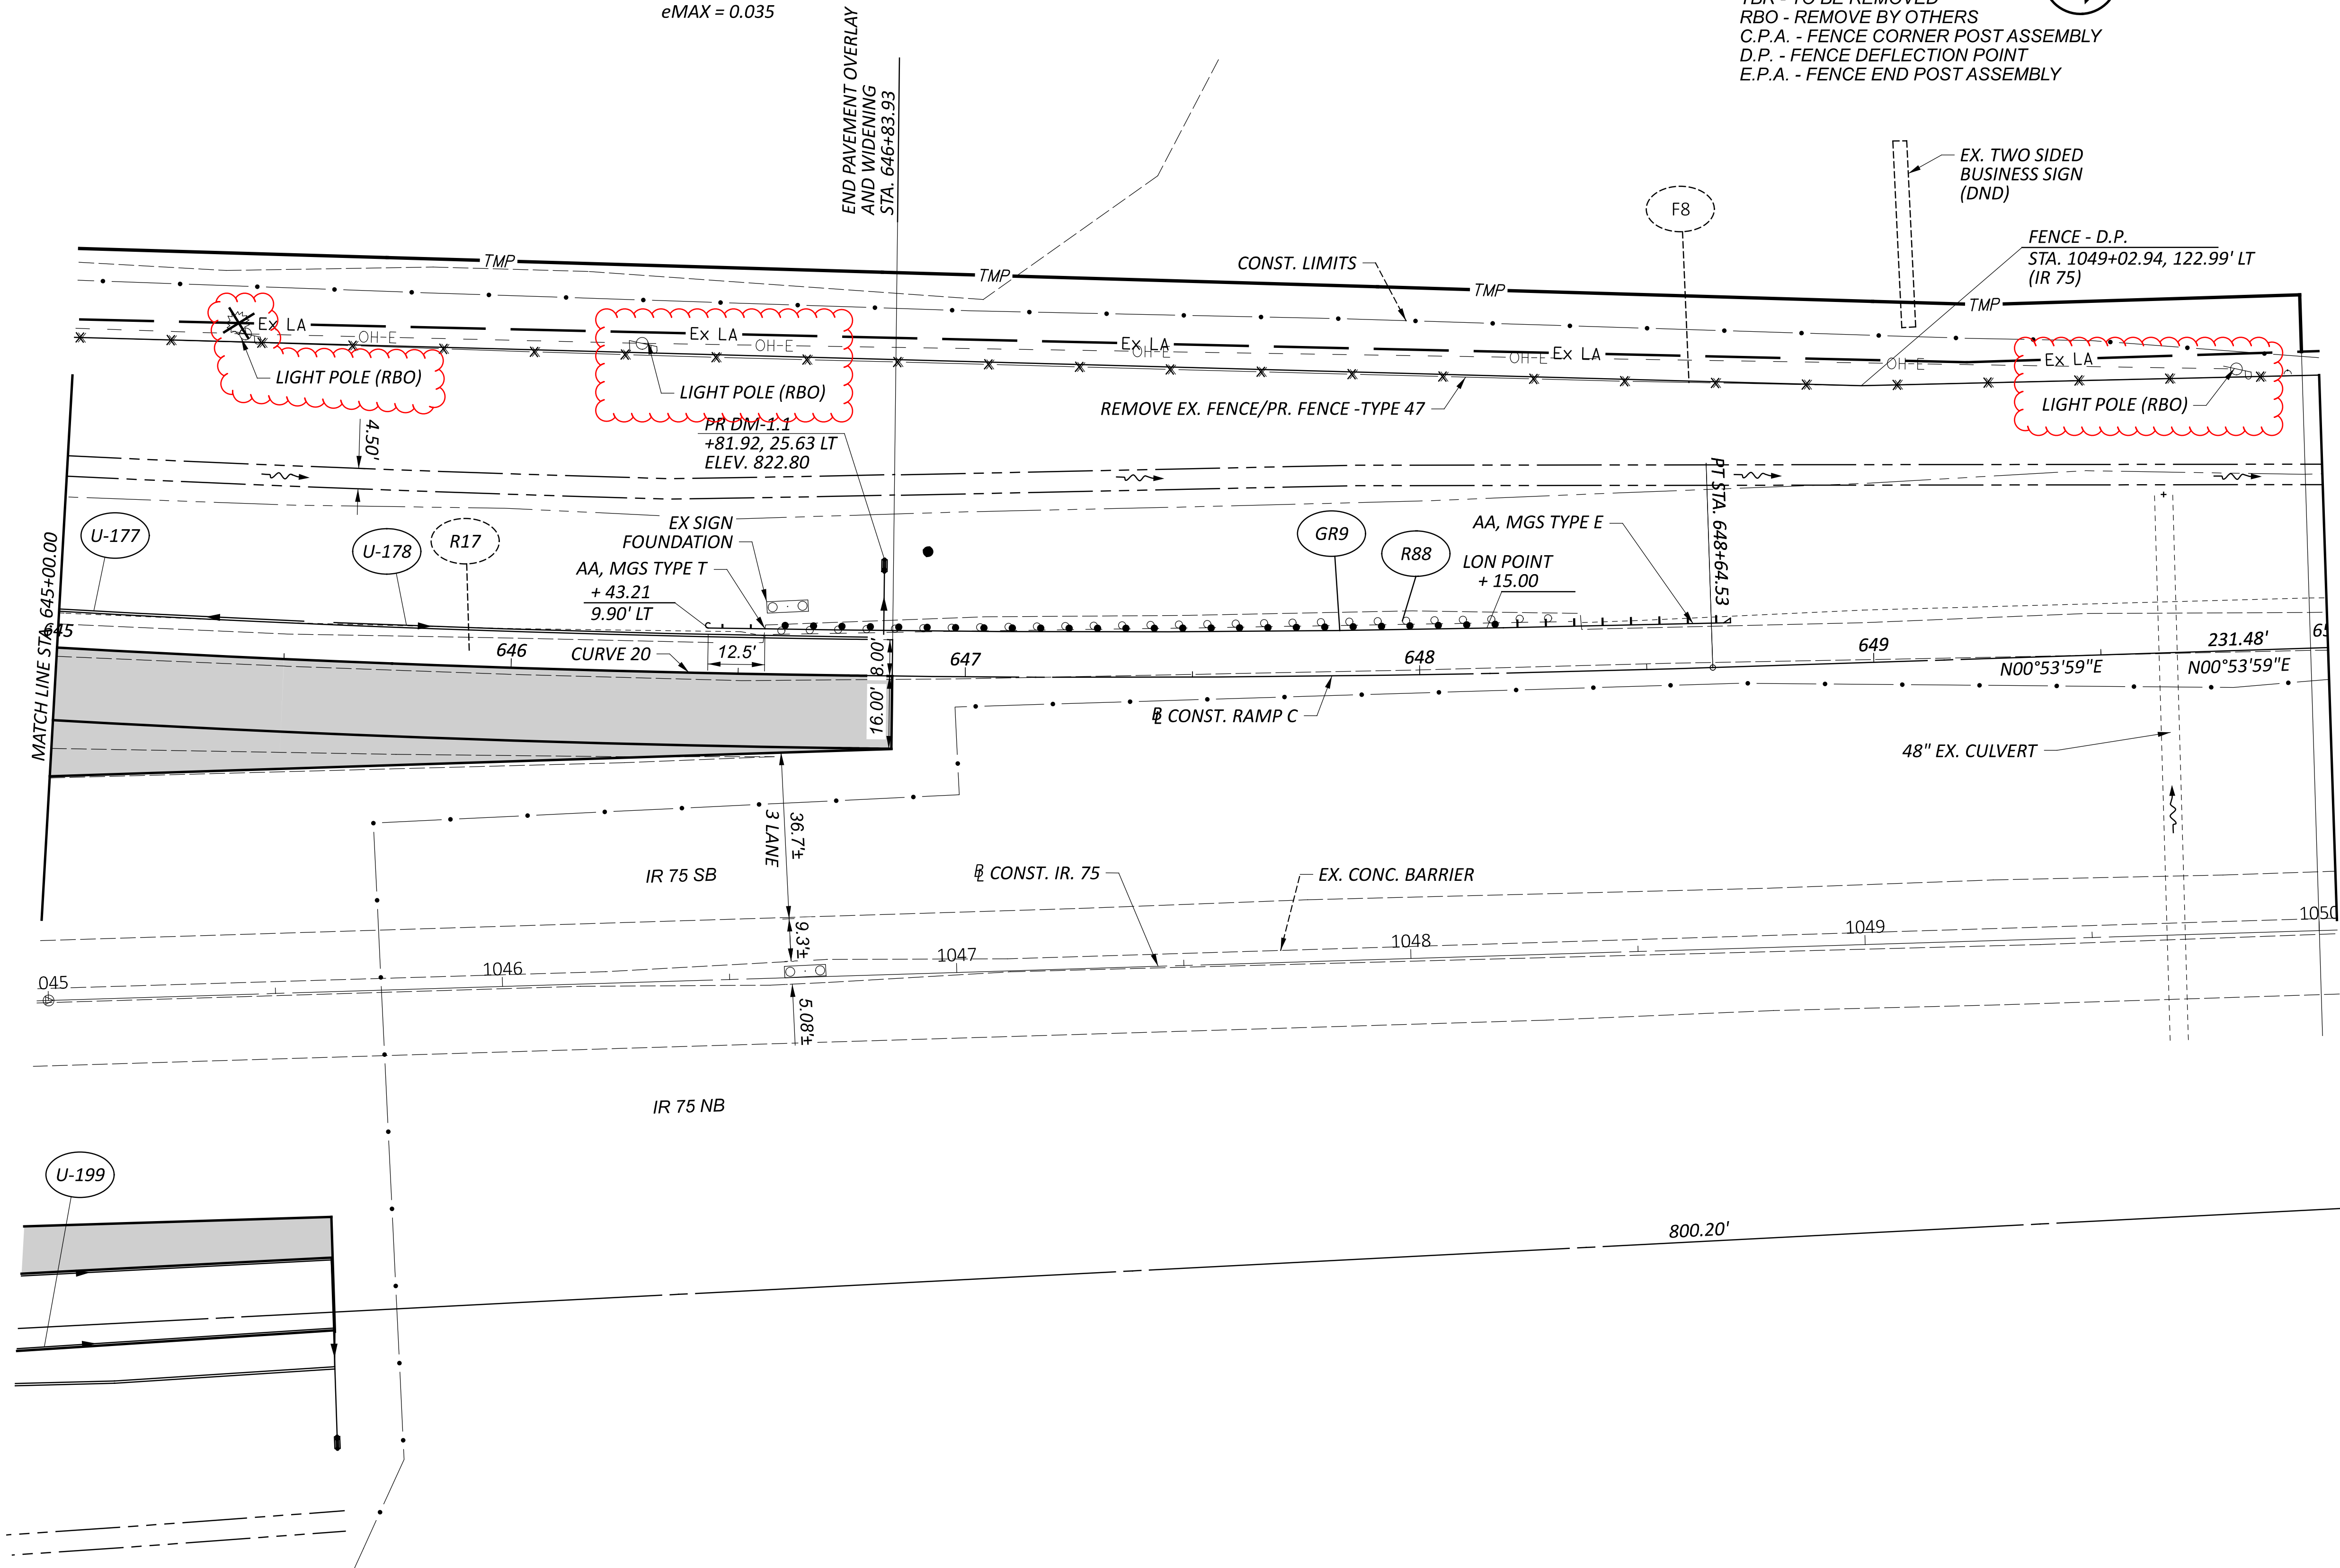 eMAX = 0.035
TBR - TO BE REMOVED
RBO - REMOVE BY OTHERS
C.P.A. - FENCE CORNER POST ASSEMBLY
D.P. - FENCE DEFLECTION POINT
E.P.A. - FENCE END POST ASSEMBLY
END PAVEMENT OVERLAY
AND WIDENING
STA. 646+83.93
EX. TWO SIDED
BUSINESS SIGN
(DND)
F8
FENCE - D.P.
STA. 1049+02.94, 122.99' LT
(IR 75)
CONST. LIMITS
TMP
TMP
TMP
TMP
Ex LA
Ex LA
Ex LA
Ex LA
Ex LA
OH-E
OH-E
OH-E
OH-E
OH-E
LIGHT POLE (RBO)
LIGHT POLE (RBO)
LIGHT POLE (RBO)
REMOVE EX. FENCE/PR. FENCE -TYPE 47
4.50'
PR DM-1.1
+81.92, 25.63 LT
ELEV. 822.80
PT STA. 648+64.53
MATCH LINE STA. 645+00.00
U-177
U-178
R17
EX SIGN
FOUNDATION
AA, MGS TYPE T
+ 43.21
9.90' LT
GR9
R88
AA, MGS TYPE E
LON POINT
+ 15.00
645
646
CURVE 20
12.5'
8.00'
16.00'
647
648
649
231.48'
N00°53'59"E
N00°53'59"E
BL CONST. RAMP C
48" EX. CULVERT
36.7'±
3 LANE
IR 75 SB
BL CONST. IR. 75
EX. CONC. BARRIER
9.3'±
5.08'±
045
1046
1047
1048
1049
1050
IR 75 NB
U-199
800.20'